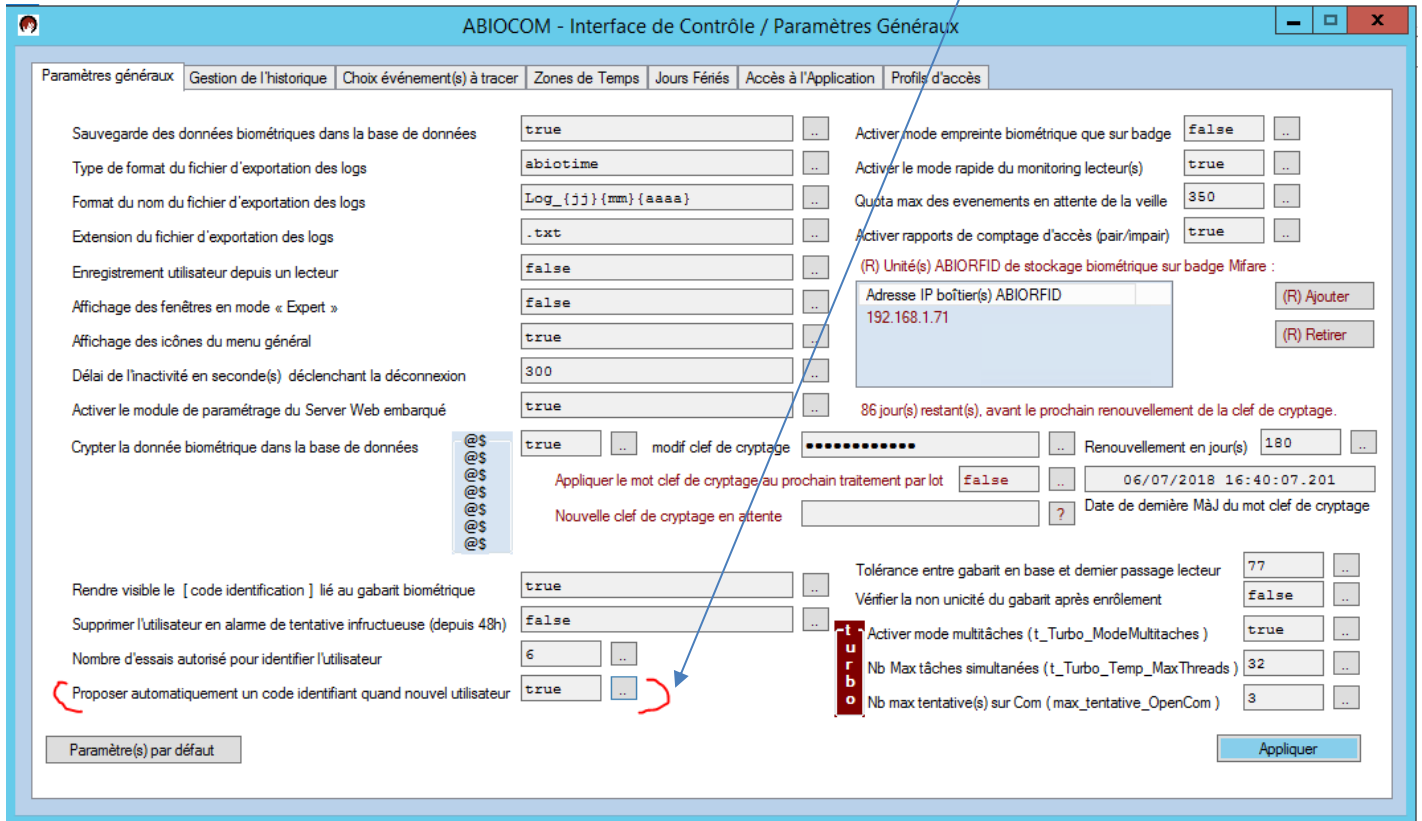 ABIOCOM - Interface de Contrôle / Paramètres Généraux
Paramètres généraux Gestion de l'historique Choix événement(s) à tracer Zones de Temps Jours Fériés Accès à l'Application Profils d'accès
Sauvegarde des données biométriques dans la base de données true ..
Type de format du fichier d'exportation des logs abiotime ..
Format du nom du fichier d'exportation des logs Log_{jj}{mm}{aaaa} ..
Extension du fichier d'exportation des logs .txt ..
Enregistrement utilisateur depuis un lecteur false ..
Affichage des fenêtres en mode « Expert » false ..
Affichage des icônes du menu général true ..
Délai de l'inactivité en seconde(s) déclenchant la déconnexion 300 ..
Activer le module de paramétrage du Server Web embarqué true ..
Activer mode empreinte biométrique que sur badge false ..
Activer le mode rapide du monitoring lecteur(s) true ..
Quota max des evenements en attente de la veille 350 ..
Activer rapports de comptage d'accès (pair/impair) true ..
(R) Unité(s) ABIORFID de stockage biométrique sur badge Mifare :
Adresse IP boîtier(s) ABIORFID
192.168.1.71
(R) Ajouter
(R) Retirer
86 jour(s) restant(s), avant le prochain renouvellement de la clef de cryptage.
Crypter la donnée biométrique dans la base de données
@$
@$
@$
@$
@$
@$
@$
true .. modif clef de cryptage ●●●●●●●●●●●● .. Renouvellement en jour(s) 180 ..
Appliquer le mot clef de cryptage au prochain traitement par lot false .. 06/07/2018 16:40:07.201
Nouvelle clef de cryptage en attente ? Date de dernière MàJ du mot clef de cryptage
Rendre visible le [ code identification ] lié au gabarit biométrique true ..
Supprimer l'utilisateur en alarme de tentative infructueuse (depuis 48h) false ..
Nombre d'essais autorisé pour identifier l'utilisateur 6 ..
Proposer automatiquement un code identifiant quand nouvel utilisateur true ..
Tolérance entre gabarit en base et dernier passage lecteur 77 ..
Vérifier la non unicité du gabarit après enrôlement false ..
turbo
Activer mode multitâches ( t_Turbo_ModeMultitaches ) true ..
Nb Max tâches simultanées ( t_Turbo_Temp_MaxThreads ) 32 ..
Nb max tentative(s) sur Com ( max_tentative_OpenCom ) 3 ..
Paramètre(s) par défaut
Appliquer